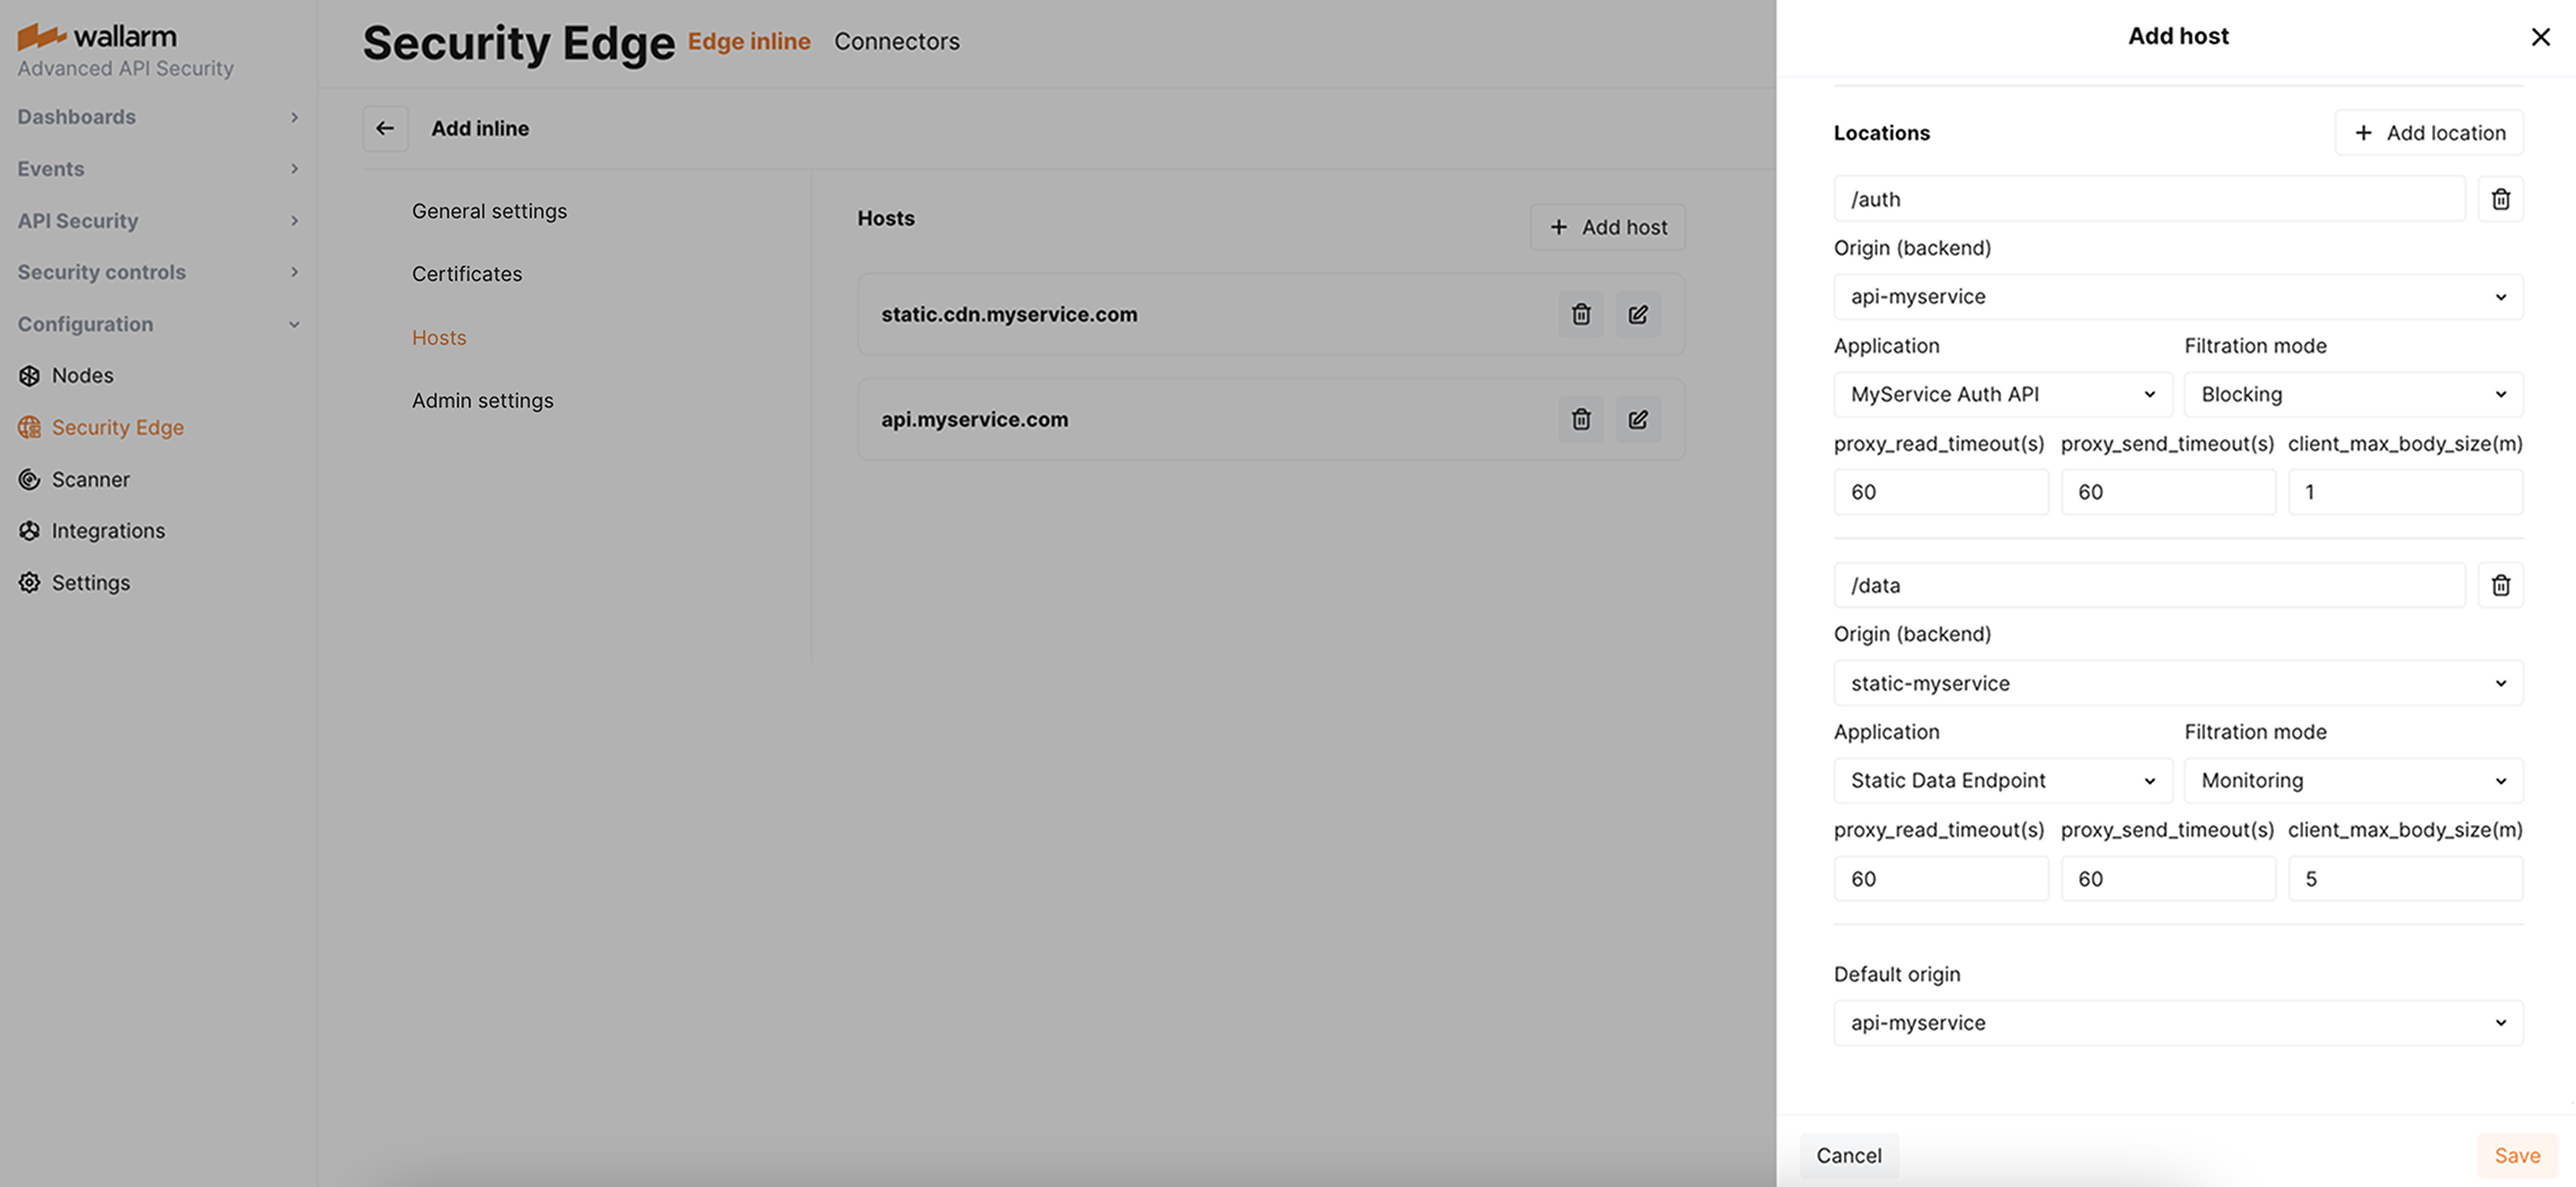 wallarm
Advanced API Security
Dashboards
Events
API Security
Security controls
Configuration
Nodes
Security Edge
Scanner
Integrations
Settings
Security Edge Edge inline Connectors
Add inline
General settings
Certificates
Hosts
Admin settings
Hosts
Add host
static.cdn.myservice.com
api.myservice.com
Add host
Locations
Add location
/auth
Origin (backend)
api-myservice
Application Filtration mode
MyService Auth API Blocking
proxy_read_timeout(s) proxy_send_timeout(s) client_max_body_size(m)
60 60 1
/data
Origin (backend)
static-myservice
Application Filtration mode
Static Data Endpoint Monitoring
proxy_read_timeout(s) proxy_send_timeout(s) client_max_body_size(m)
60 60 5
Default origin
api-myservice
Cancel Save